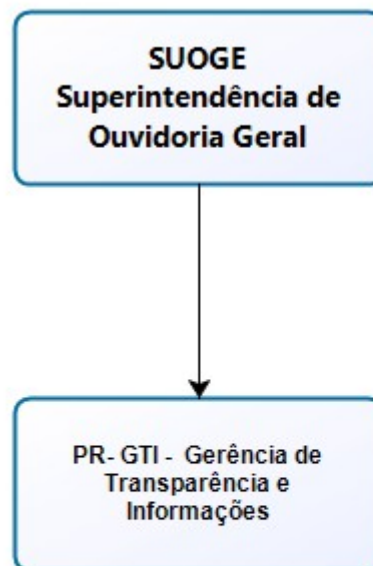 SUOGE
Superintendência de
Ouvidoria Geral
PR- GTI - Gerência de
Transparência e
Informações